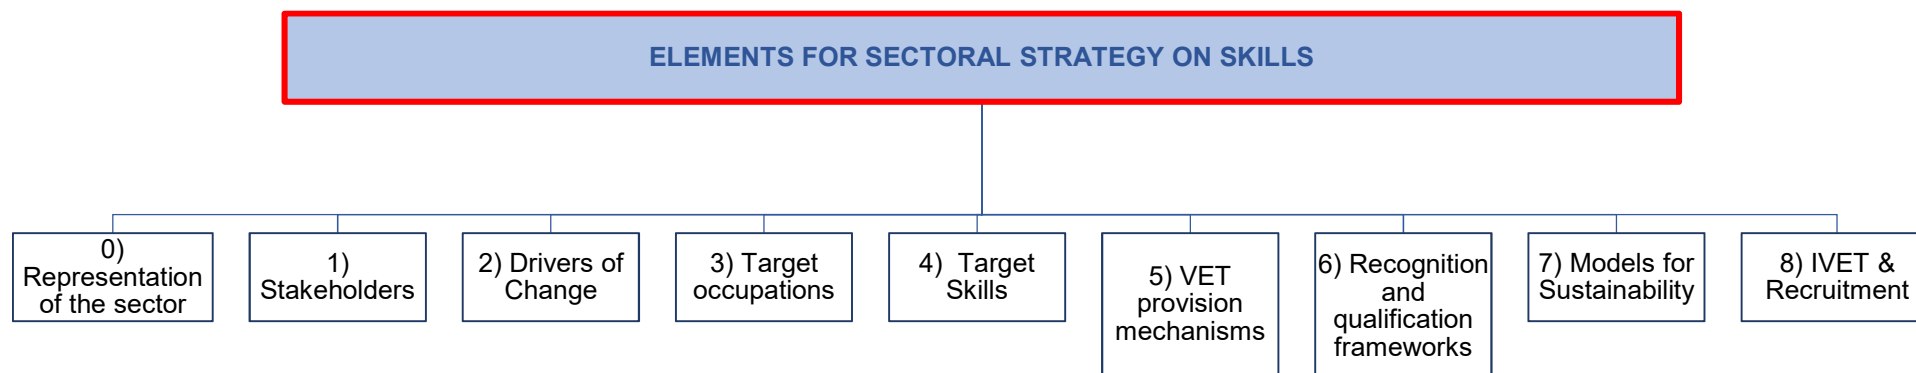 ELEMENTS FOR SECTORAL STRATEGY ON SKILLS
0)
Representation
of the sector
1)
Stakeholders
2) Drivers of
Change
3) Target
occupations
4) Target
Skills
5) VET
provision
mechanisms
6) Recognition
and
qualification
frameworks
7) Models for
Sustainability
8) IVET &
Recruitment